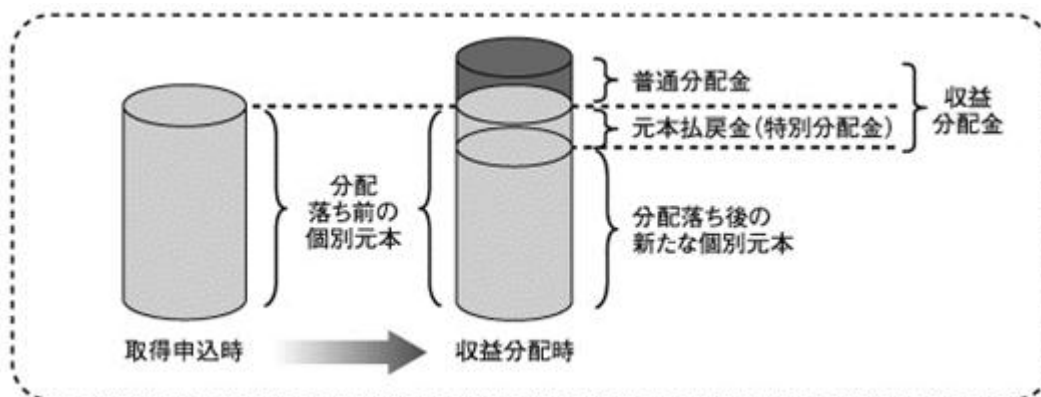 普通分配金
元本払戻金(特別分配金)
収益
分配金
分配
落ち前の
個別元本
分配落ち後の
新たな個別元本
取得申込時
収益分配時